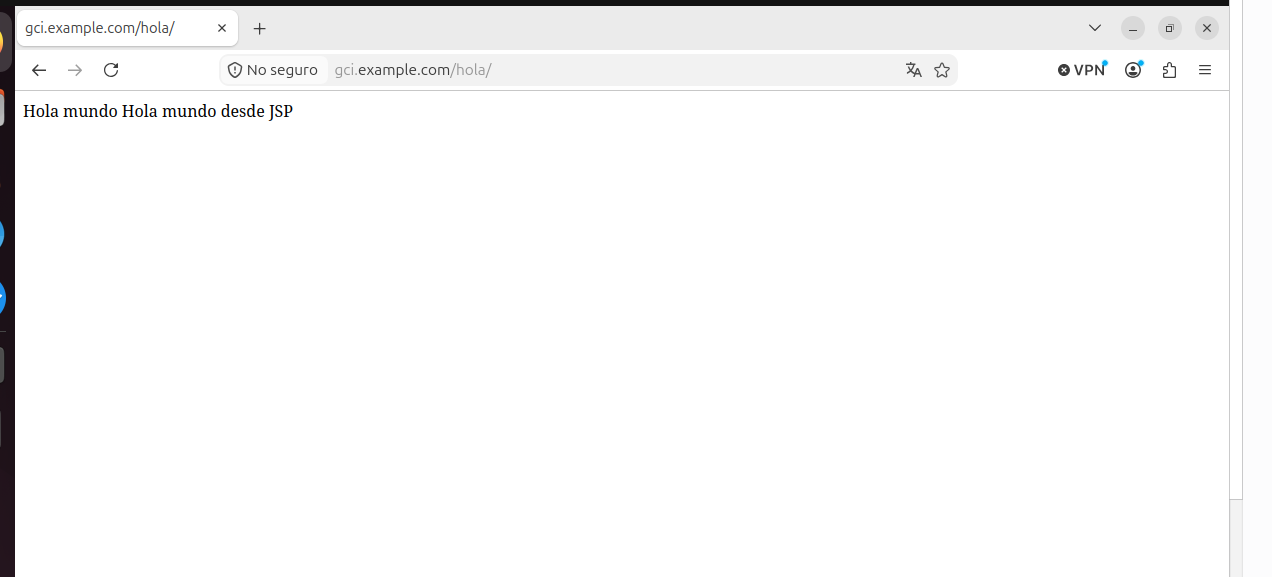 gci.example.com/hola/
No seguro gci.example.com/hola/ VPN
Hola mundo Hola mundo desde JSP